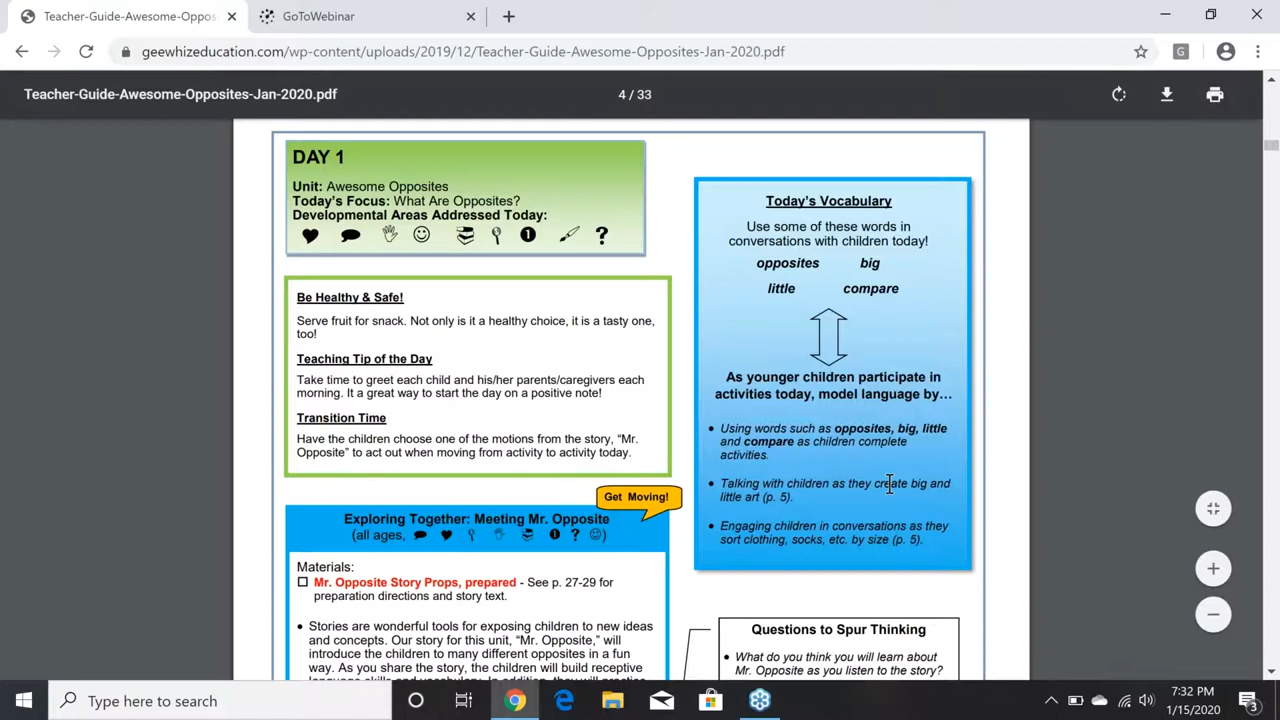 Teacher-Guide-Awesome-Oppos
GoToWebinar
geewhizeducation.com/wp-content/uploads/2019/12/Teacher-Guide-Awesome-Opposites-Jan-2020.pdf
G
Teacher-Guide-Awesome-Opposites-Jan-2020.pdf
4 / 33
DAY 1
Unit: Awesome Opposites
Today's Focus: What Are Opposites?
Developmental Areas Addressed Today:
Be Healthy & Safe!
Serve fruit for snack. Not only is it a healthy choice, it is a tasty one,
too!
Teaching Tip of the Day
Take time to greet each child and his/her parents/caregivers each
morning. It a great way to start the day on a positive note!
Transition Time
Have the children choose one of the motions from the story, “Mr.
Opposite” to act out when moving from activity to activity today.
Get Moving!
Exploring Together: Meeting Mr. Opposite
(all ages,
Materials:
Mr. Opposite Story Props, prepared - See p. 27-29 for
preparation directions and story text.
• Stories are wonderful tools for exposing children to new ideas
and concepts. Our story for this unit, “Mr. Opposite,” will
introduce the children to many different opposites in a fun
way. As you share the story, the children will build receptive
Today's Vocabulary
Use some of these words in
conversations with children today!
opposites big
little compare
As younger children participate in
activities today, model language by…
• Using words such as opposites, big, little
and compare as children complete
activities.
• Talking with children as they create big and
little art (p. 5).
• Engaging children in conversations as they
sort clothing, socks, etc. by size (p. 5).
Questions to Spur Thinking
• What do you think you will learn about
Mr. Opposite as you listen to the story?
Type here to search
7:32 PM
1/15/2020
3